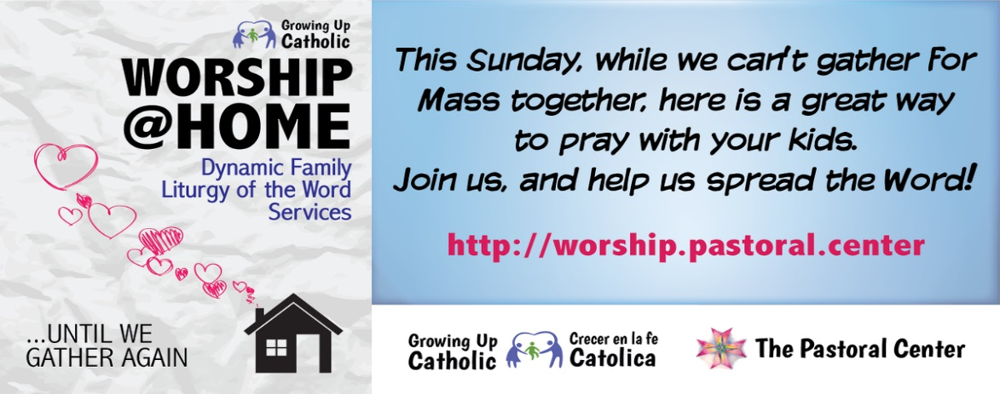 Growing Up
Catholic
WORSHIP
@HOME
Dynamic Family
Liturgy of the Word
Services
...UNTIL WE
GATHER AGAIN
This Sunday, while we can't gather for
Mass together, here is a great way
to pray with your kids.
Join us, and help us spread the Word!
http://worship.pastoral.center
Growing Up
Catholic
Crecer en la fe
Catolica
The Pastoral Center